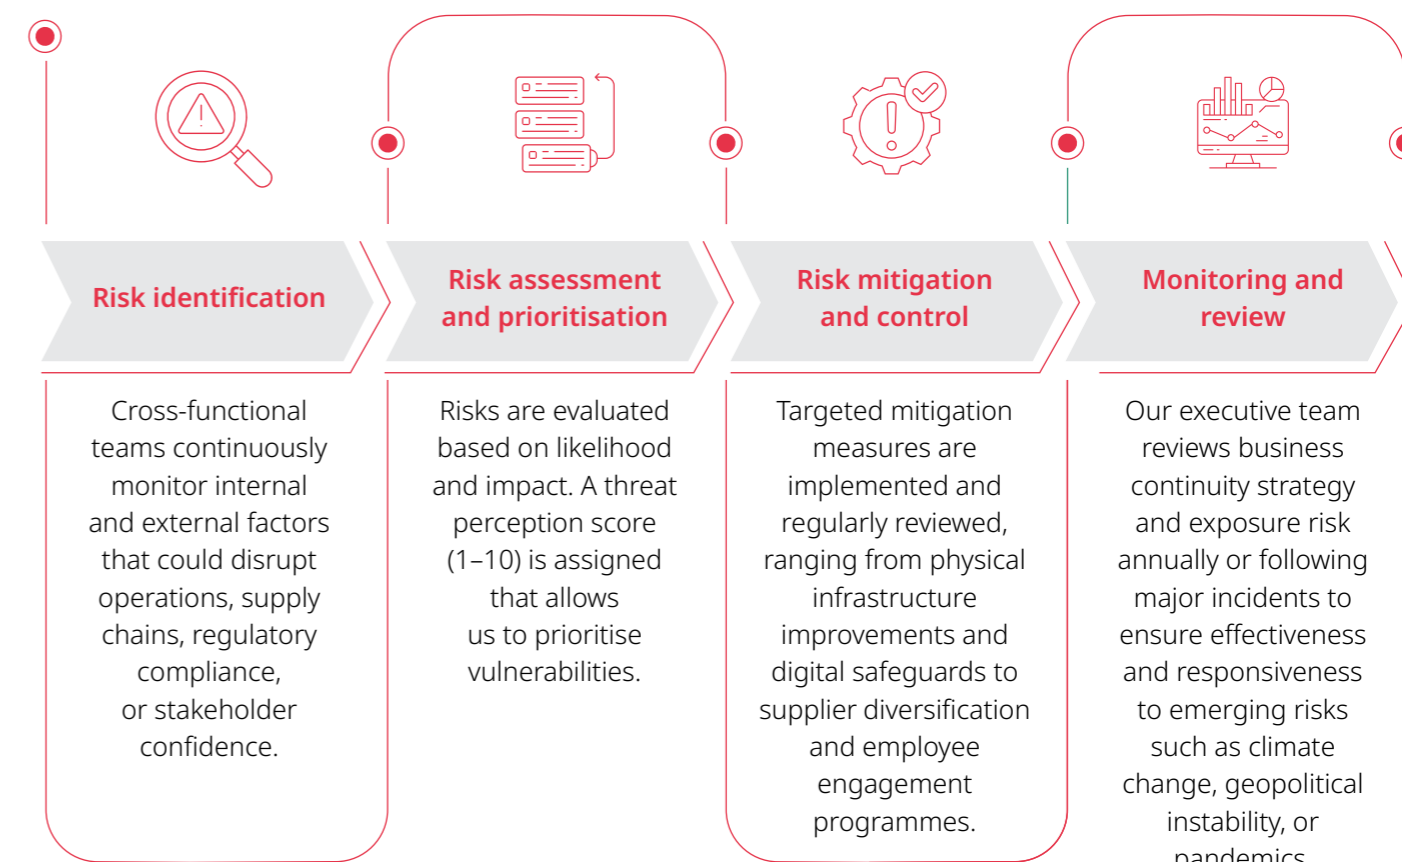 Risk identification
Cross-functional
teams continuously
monitor internal
and external factors
that could disrupt
operations, supply
chains, regulatory
compliance,
or stakeholder
confidence.
Risk assessment
and prioritisation
Risks are evaluated
based on likelihood
and impact. A threat
perception score
(1–10) is assigned
that allows
us to prioritise
vulnerabilities.
Risk mitigation
and control
Targeted mitigation
measures are
implemented and
regularly reviewed,
ranging from physical
infrastructure
improvements and
digital safeguards to
supplier diversification
and employee
engagement
programmes.
Monitoring and
review
Our executive team
reviews business
continuity strategy
and exposure risk
annually or following
major incidents to
ensure effectiveness
and responsiveness
to emerging risks
such as climate
change, geopolitical
instability, or
pandemics.